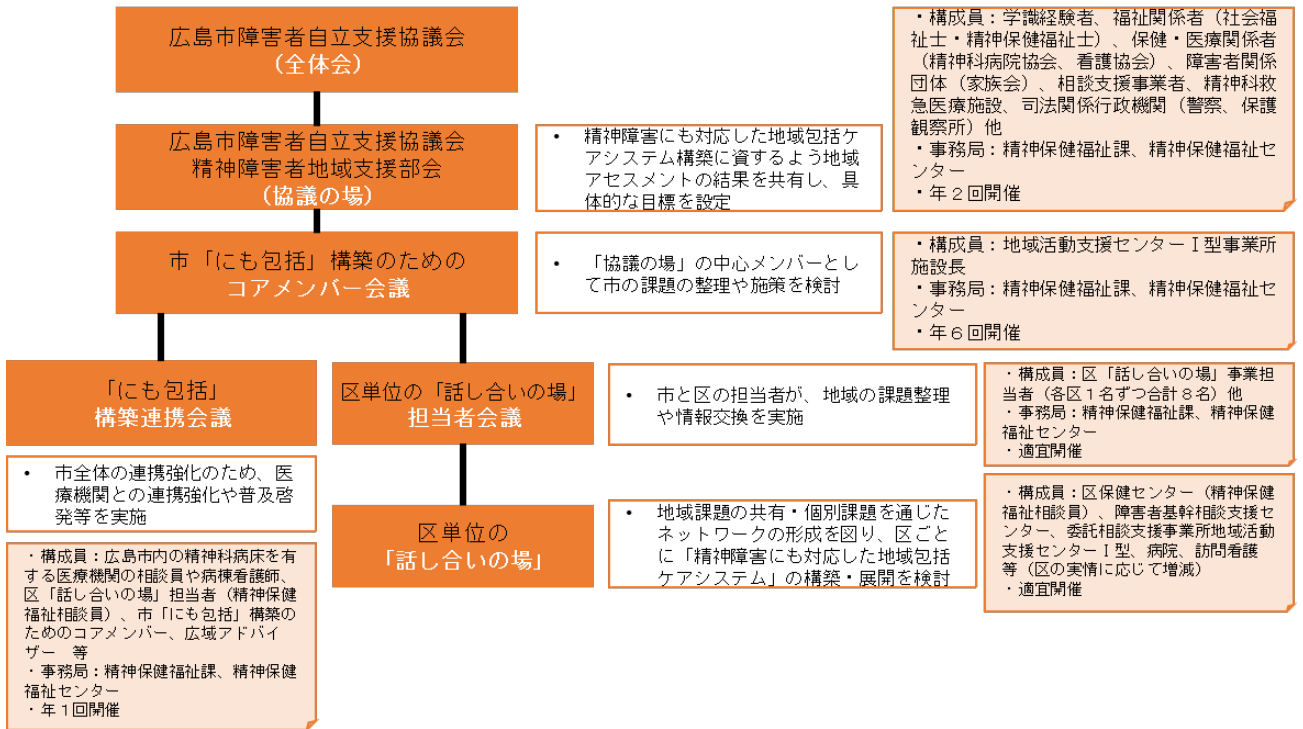 広島市障害者自立支援協議会
（全体会）
・構成員：学識経験者、福祉関係者（社会福
祉士・精神保健福祉士）、保健・医療関係者
（精神科病院協会、看護協会）、障害者関係
団体（家族会）、相談支援事業者、精神科救
急医療施設、司法関係行政機関（警察、保護
観察所）他
・事務局：精神保健福祉課、精神保健福祉セ
ンター
・年２回開催
広島市障害者自立支援協議会
精神障害者地域支援部会
（協議の場）
• 精神障害にも対応した地域包括ケ
アシステム構築に資するよう地域
アセスメントの結果を共有し、具
体的な目標を設定
市「にも包括」構築のための
コアメンバー会議
• 「協議の場」の中心メンバーとし
て市の課題の整理や施策を検討
・構成員：地域活動支援センターⅠ型事業所
施設長
・事務局：精神保健福祉課、精神保健福祉セ
ンター
・年６回開催
「にも包括」
構築連携会議
• 市全体の連携強化のため、医
療機関との連携強化や普及啓
発等を実施
・構成員：広島市内の精神科病床を有
する医療機関の相談員や病棟看護師、
区「話し合いの場」担当者（精神保健
福祉相談員）、市「にも包括」構築の
ためのコアメンバー、広域アドバイ
ザー　等
・事務局：精神保健福祉課、精神保健
福祉センター
・年１回開催
区単位の「話し合いの場」
担当者会議
• 市と区の担当者が、地域の課題整理
や情報交換を実施
・構成員：区「話し合いの場」事業担
当者（各区１名ずつ合計８名）他
・事務局：精神保健福祉課、精神保健
福祉センター
・適宜開催
区単位の
「話し合いの場」
• 地域課題の共有・個別課題を通じた
ネットワークの形成を図り、区ごと
に「精神障害にも対応した地域包括
ケアシステム」の構築・展開を検討
・構成員：区保健センター（精神保健
福祉相談員）、障害者基幹相談支援セ
ンター、委託相談支援事業所地域活動
支援センターⅠ型、病院、訪問看護
等（区の実情に応じて増減）
・適宜開催